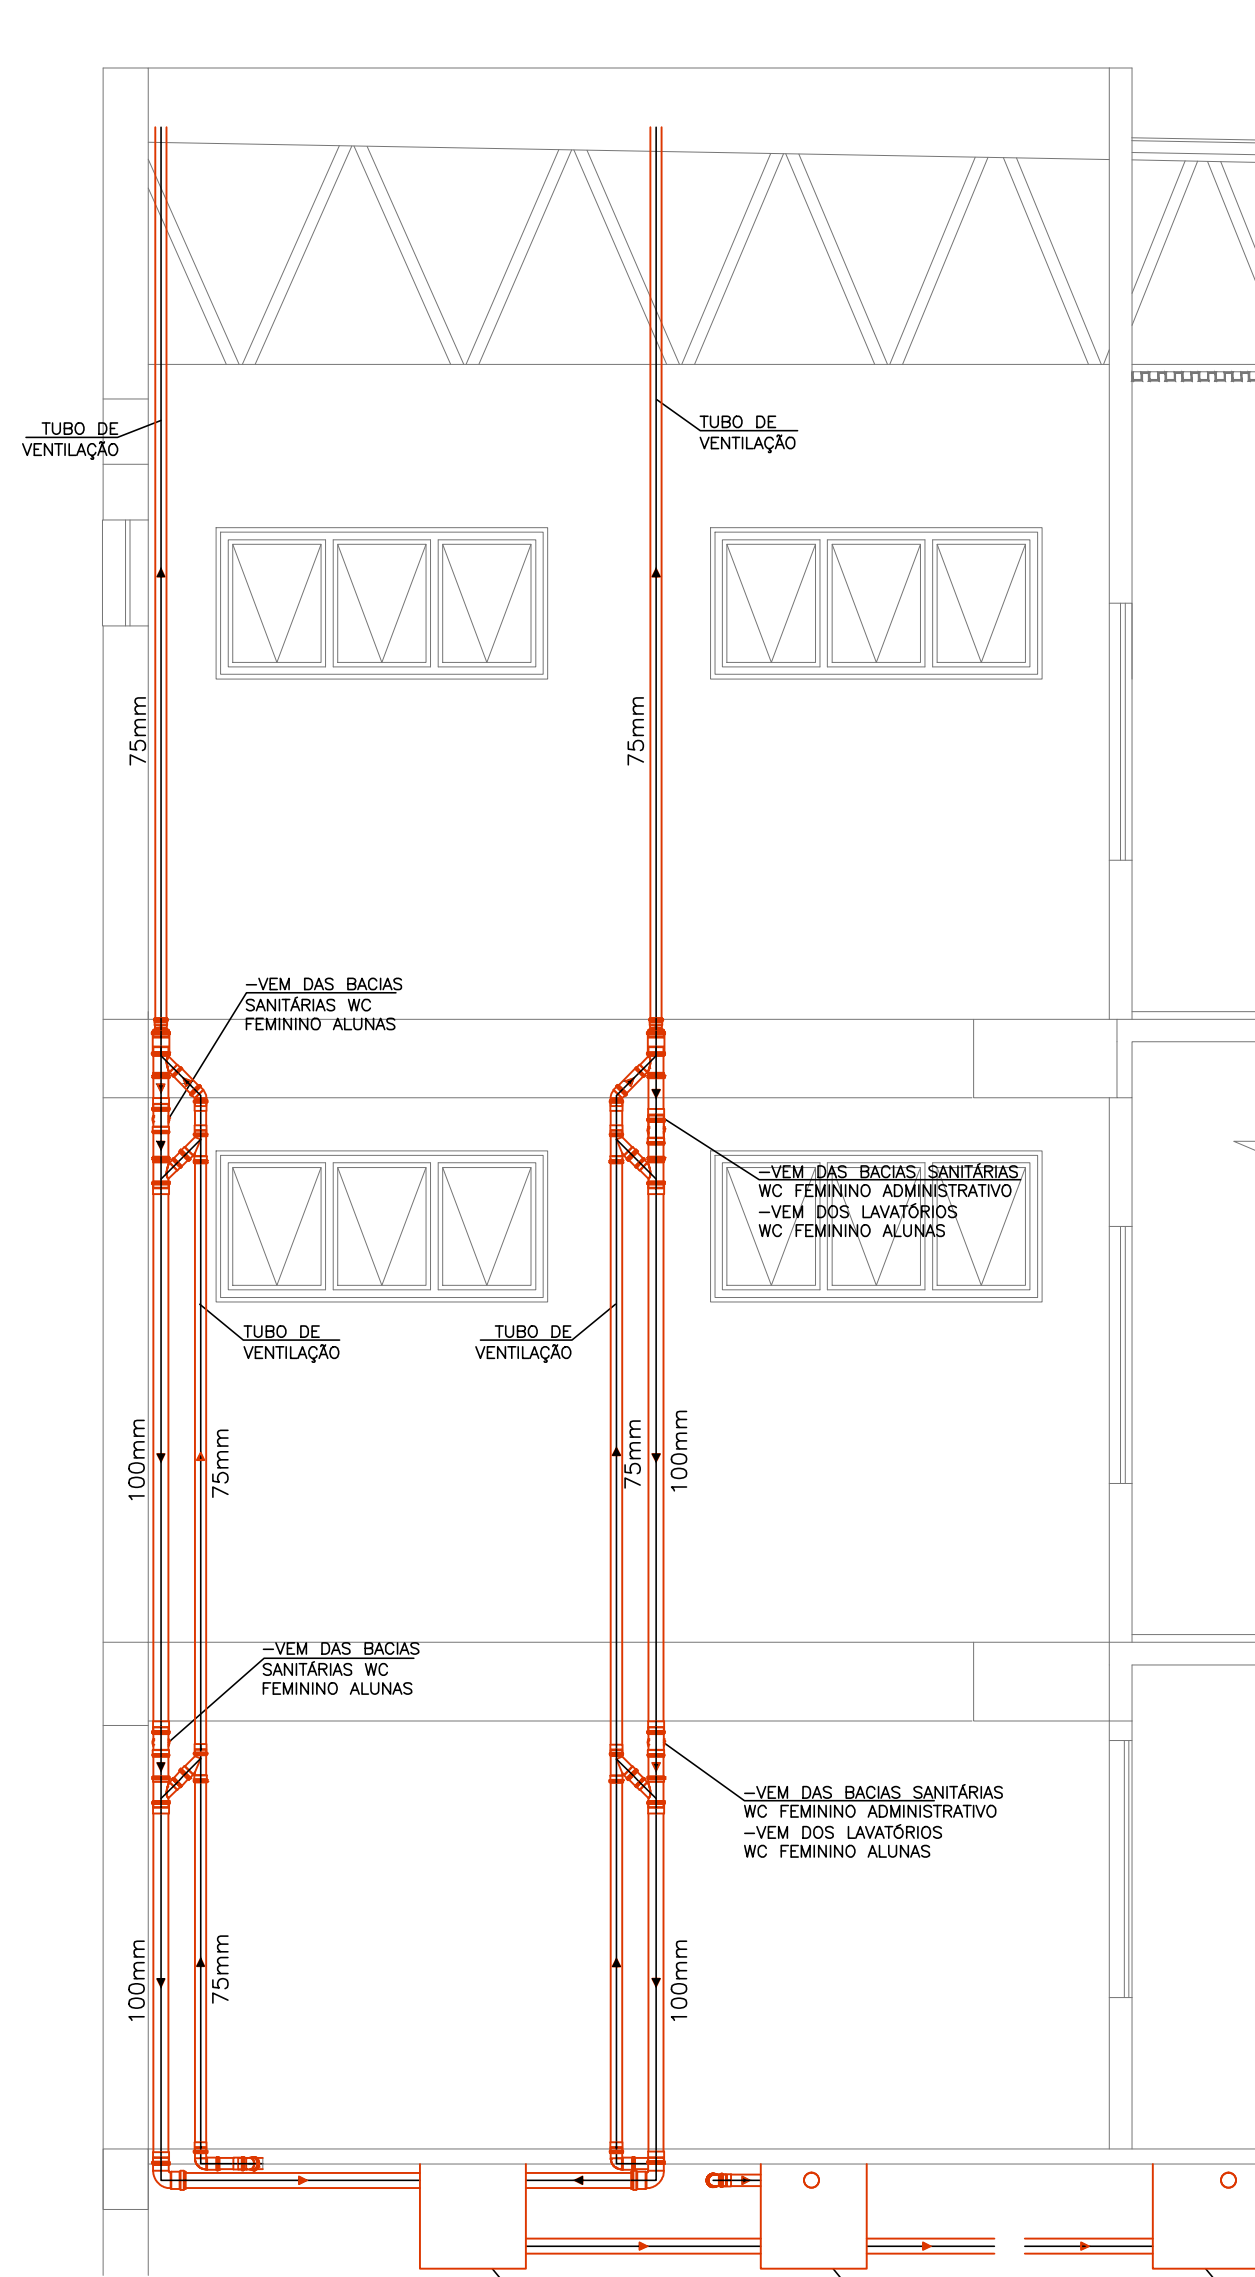 TUBO DE
VENTILAÇÃO
TUBO DE
VENTILAÇÃO
75mm
75mm
-VEM DAS BACIAS
SANITÁRIAS WC
FEMININO ALUNAS
-VEM DAS BACIAS SANITÁRIAS
WC FEMININO ADMINISTRATIVO
-VEM DOS LAVATÓRIOS
WC FEMININO ALUNAS
TUBO DE
VENTILAÇÃO
TUBO DE
VENTILAÇÃO
100mm
75mm
75mm
100mm
-VEM DAS BACIAS
SANITÁRIAS WC
FEMININO ALUNAS
-VEM DAS BACIAS SANITÁRIAS
WC FEMININO ADMINISTRATIVO
-VEM DOS LAVATÓRIOS
WC FEMININO ALUNAS
100mm
75mm
100mm